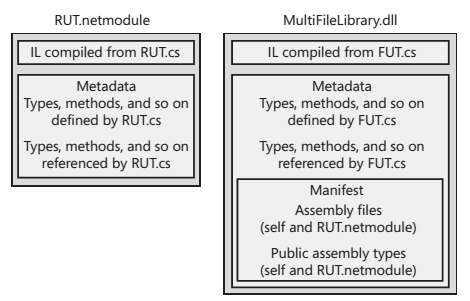 RUT.netmodule
IL compiled from RUT.cs
Metadata
Types, methods, and so on
defined by RUT.cs
Types, methods, and so on
referenced by RUT.cs
MultiFileLibrary.dll
IL compiled from FUT.cs
Metadata
Types, methods, and so on
defined by FUT.cs
Types, methods, and so on
referenced by FUT.cs
Manifest
Assembly files
(self and RUT.netmodule)
Public assembly types
(self and RUT.netmodule)